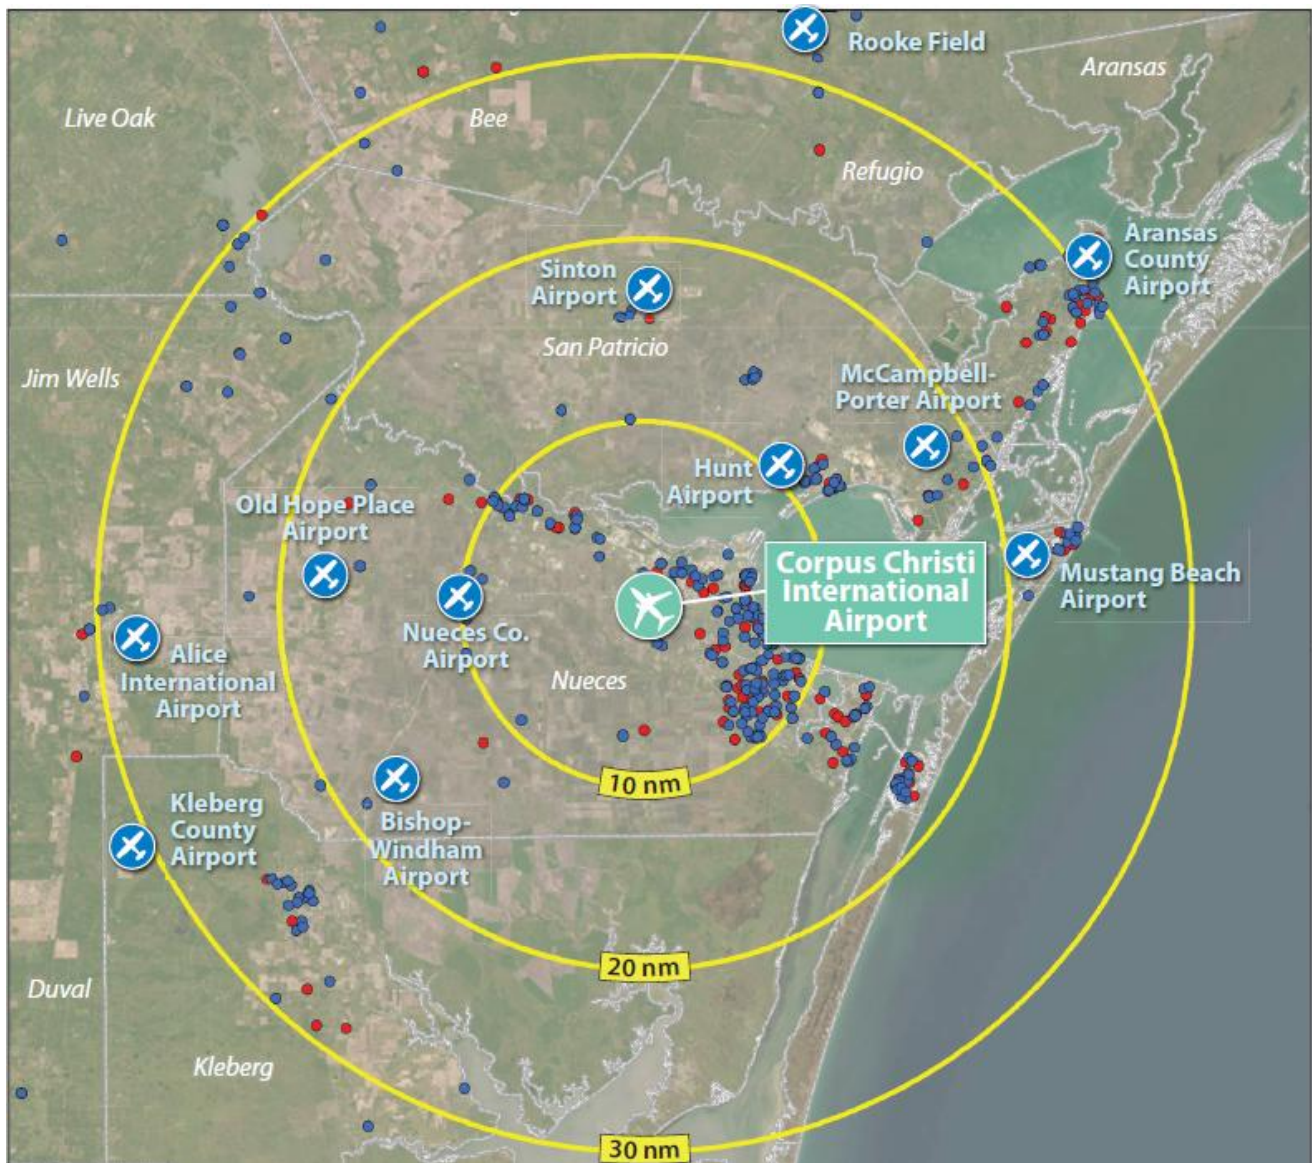 Rooke Field
Aransas
Live Oak
Bee
Refugio
Aransas
County
Airport
Sinton
Airport
San Patricio
Jim Wells
McCampbell-
Porter Airport
Hunt
Airport
Old Hope Place
Airport
Corpus Christi
International
Airport
Mustang Beach
Airport
Nueces Co.
Airport
Alice
International
Airport
Nueces
10 nm
Kleberg
County
Airport
Bishop-
Windham
Airport
20 nm
Duval
Kleberg
30 nm